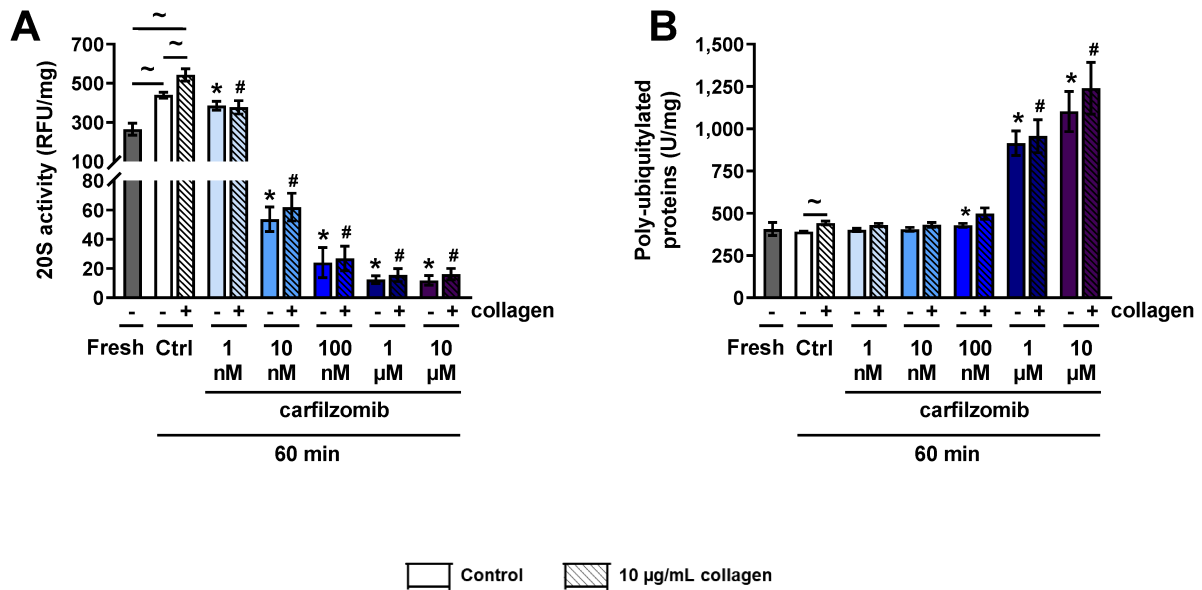 A
20S activity (RFU/mg)
700
500
300
100
80
60
40
20
0
~
~
~
* #
* #
* #
* #
* #
- - + - + - + - + - + - + collagen
Fresh Ctrl 1 10 100 1 10
nM nM nM µM µM
carfilzomib
60 min
B
Poly-ubiquitylated
proteins (U/mg)
1,500
1,250
1,000
750
500
250
0
~
*
* #
* #
- - + - + - + - + - + - + collagen
Fresh Ctrl 1 10 100 1 10
nM nM nM µM µM
carfilzomib
60 min
Control 10 µg/mL collagen